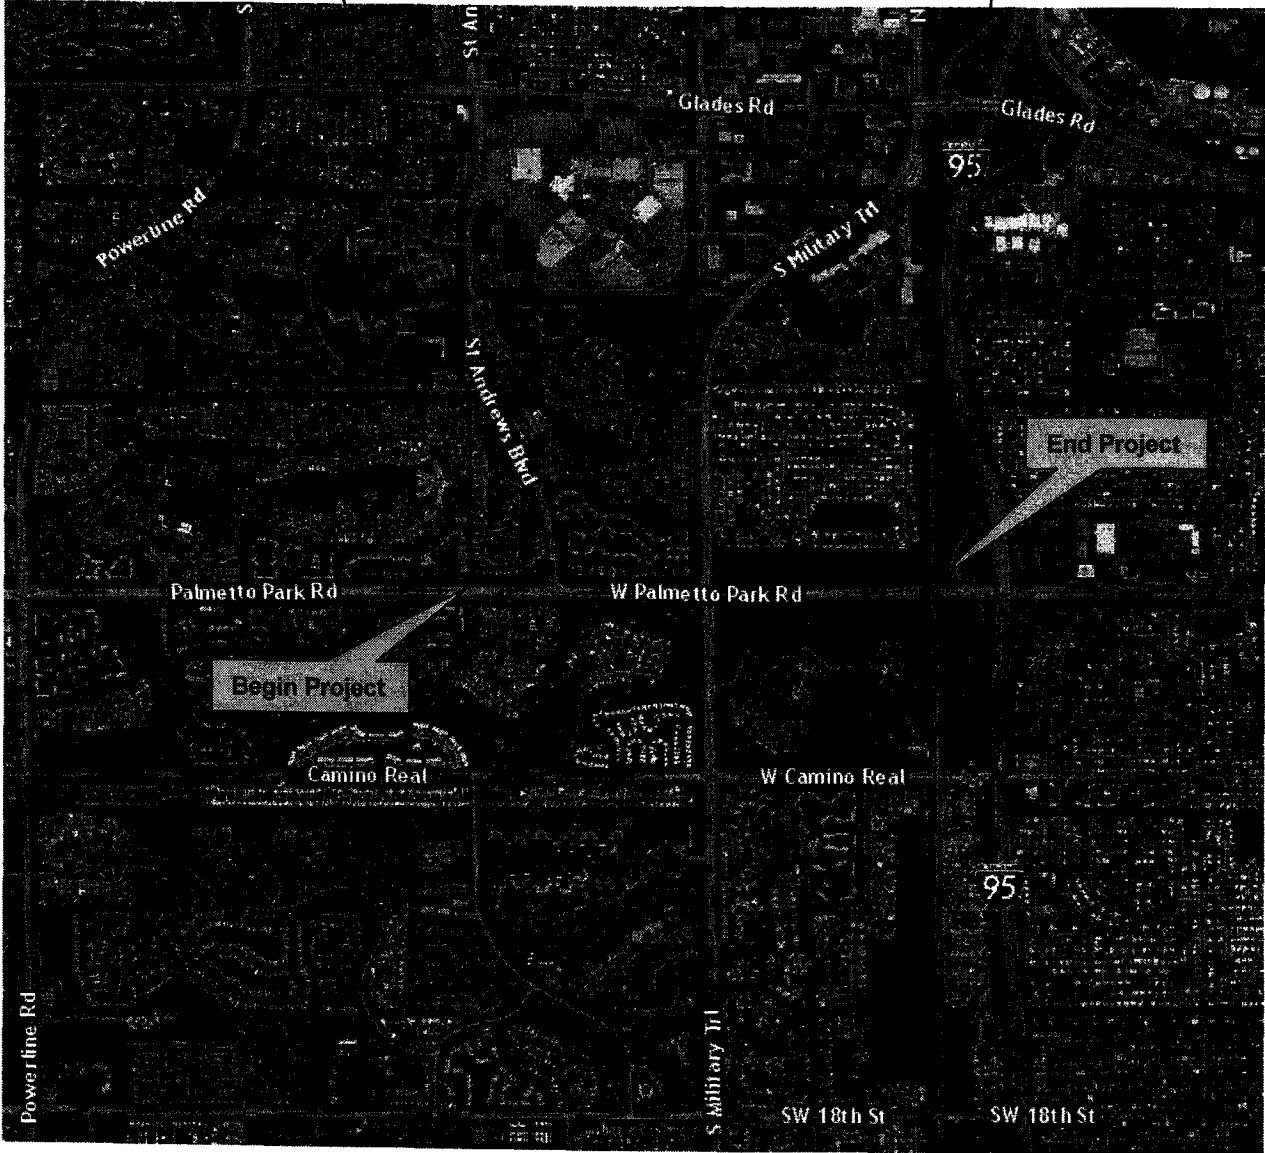 S
St An
N
Glades Rd
Glades Rd
95
Powerline Rd
S Military Trl
St Andrews Blvd
End Project
Palmetto Park Rd
W Palmetto Park Rd
Begin Project
Camino Real
W Camino Real
95
Powerline Rd
S Military Trl
SW 18th St
SW 18th St